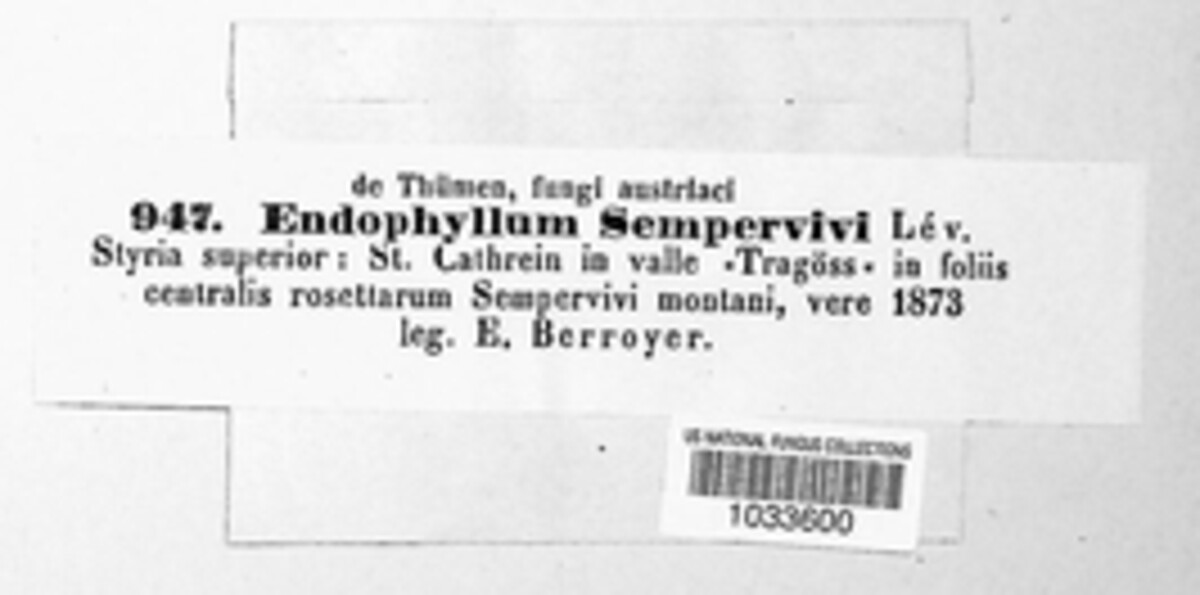 de Thümen, fungi austriaci
947. Endophyllum Sempervivi Lév.
Styria superior: St. Cathrein in valle «Tragöss» in foliis
centralis rosettarum Sempervivi montani, vere 1873
leg. E. Berroyer.
US NATIONAL FUNGUS COLLECTIONS
1033600